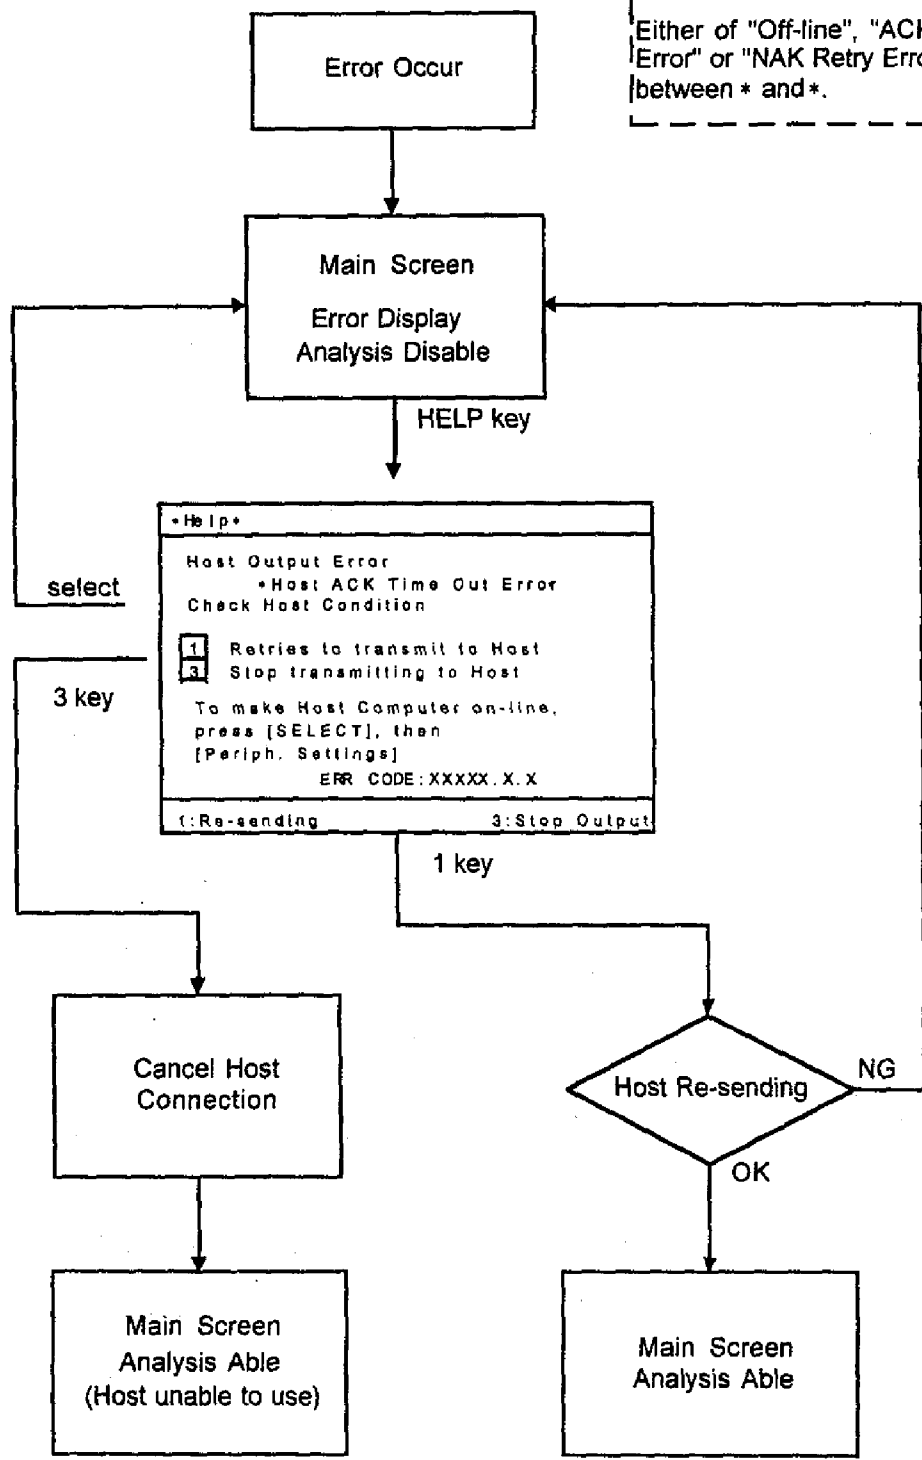 Error Occur
Either of "Off-line", "ACK
Error" or "NAK Retry Erro
between * and *.
Main Screen
Error Display
Analysis Disable
HELP key
*Help*
Host Output Error
*Host ACK Time Out Error
Check Host Condition
1 Retries to transmit to Host
3 Stop transmitting to Host
To make Host Computer on-line,
press [SELECT], then
[Periph. Settings]
ERR CODE:XXXXX.X.X
1:Re-sending 3:Stop Output
select
3 key
1 key
Cancel Host
Connection
Host Re-sending
NG
OK
Main Screen
Analysis Able
(Host unable to use)
Main Screen
Analysis Able